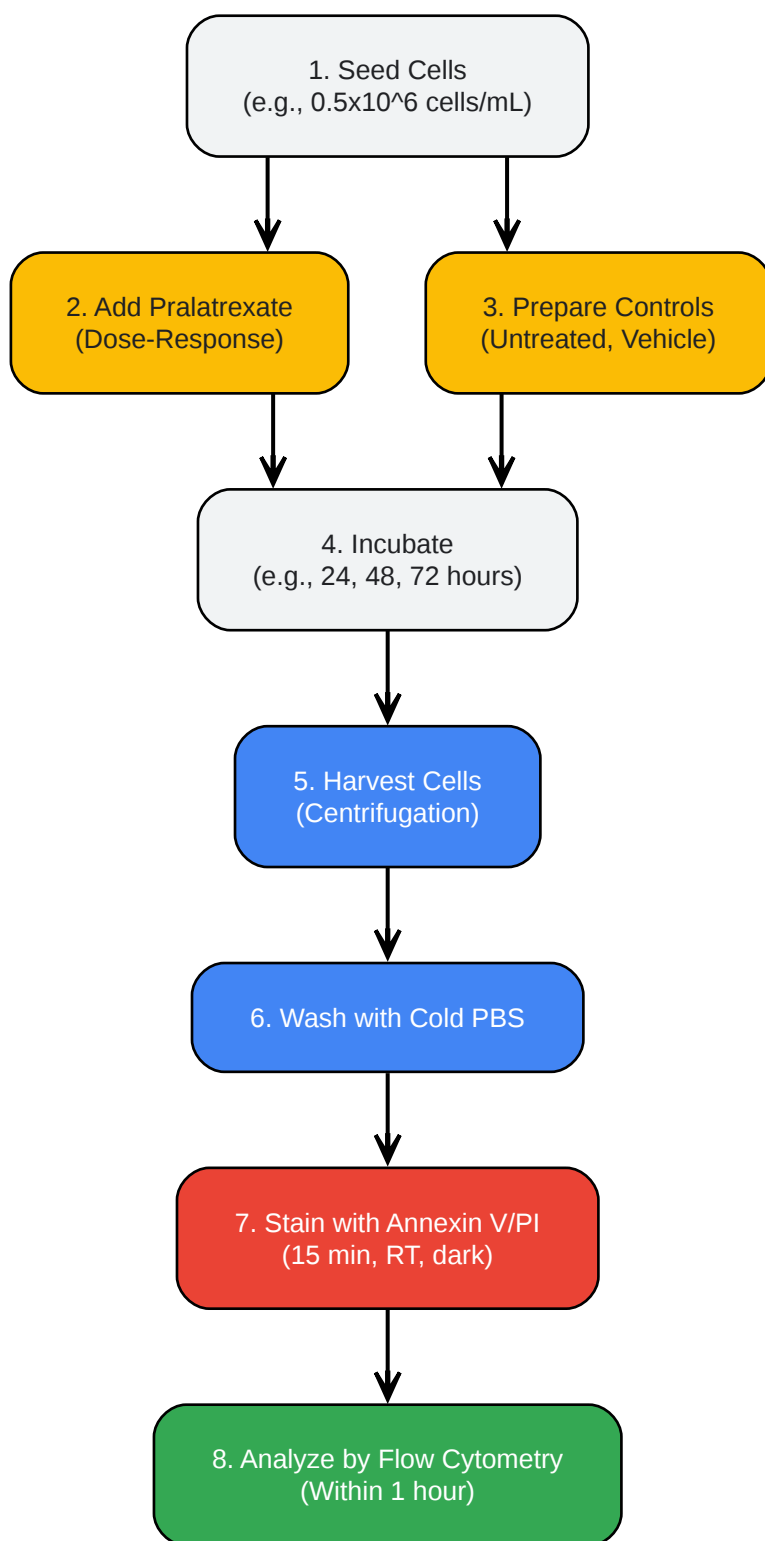 1. Seed Cells
(e.g., 0.5x10^6 cells/mL)
2. Add Pralatrexate
(Dose-Response)
3. Prepare Controls
(Untreated, Vehicle)
4. Incubate
(e.g., 24, 48, 72 hours)
5. Harvest Cells
(Centrifugation)
6. Wash with Cold PBS
7. Stain with Annexin V/PI
(15 min, RT, dark)
8. Analyze by Flow Cytometry
(Within 1 hour)